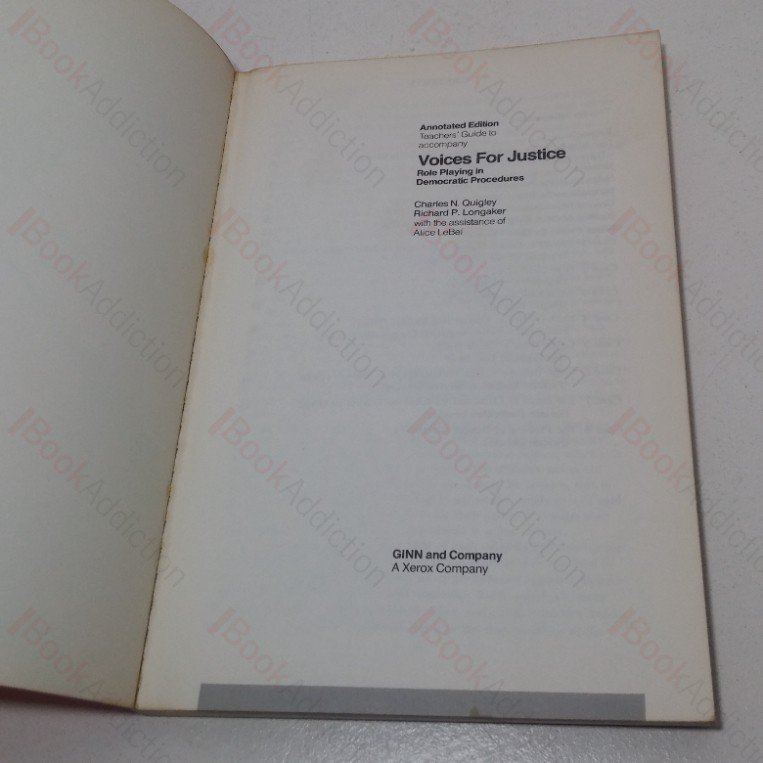 Annotated Edition
Teachers' Guide to
accompany
Voices For Justice
Role Playing in
Democratic Procedures
Charles N. Quigley
Richard P. Longaker
with the assistance of
Alice LeBel
GINN and Company
A Xerox Company
BookAddiction